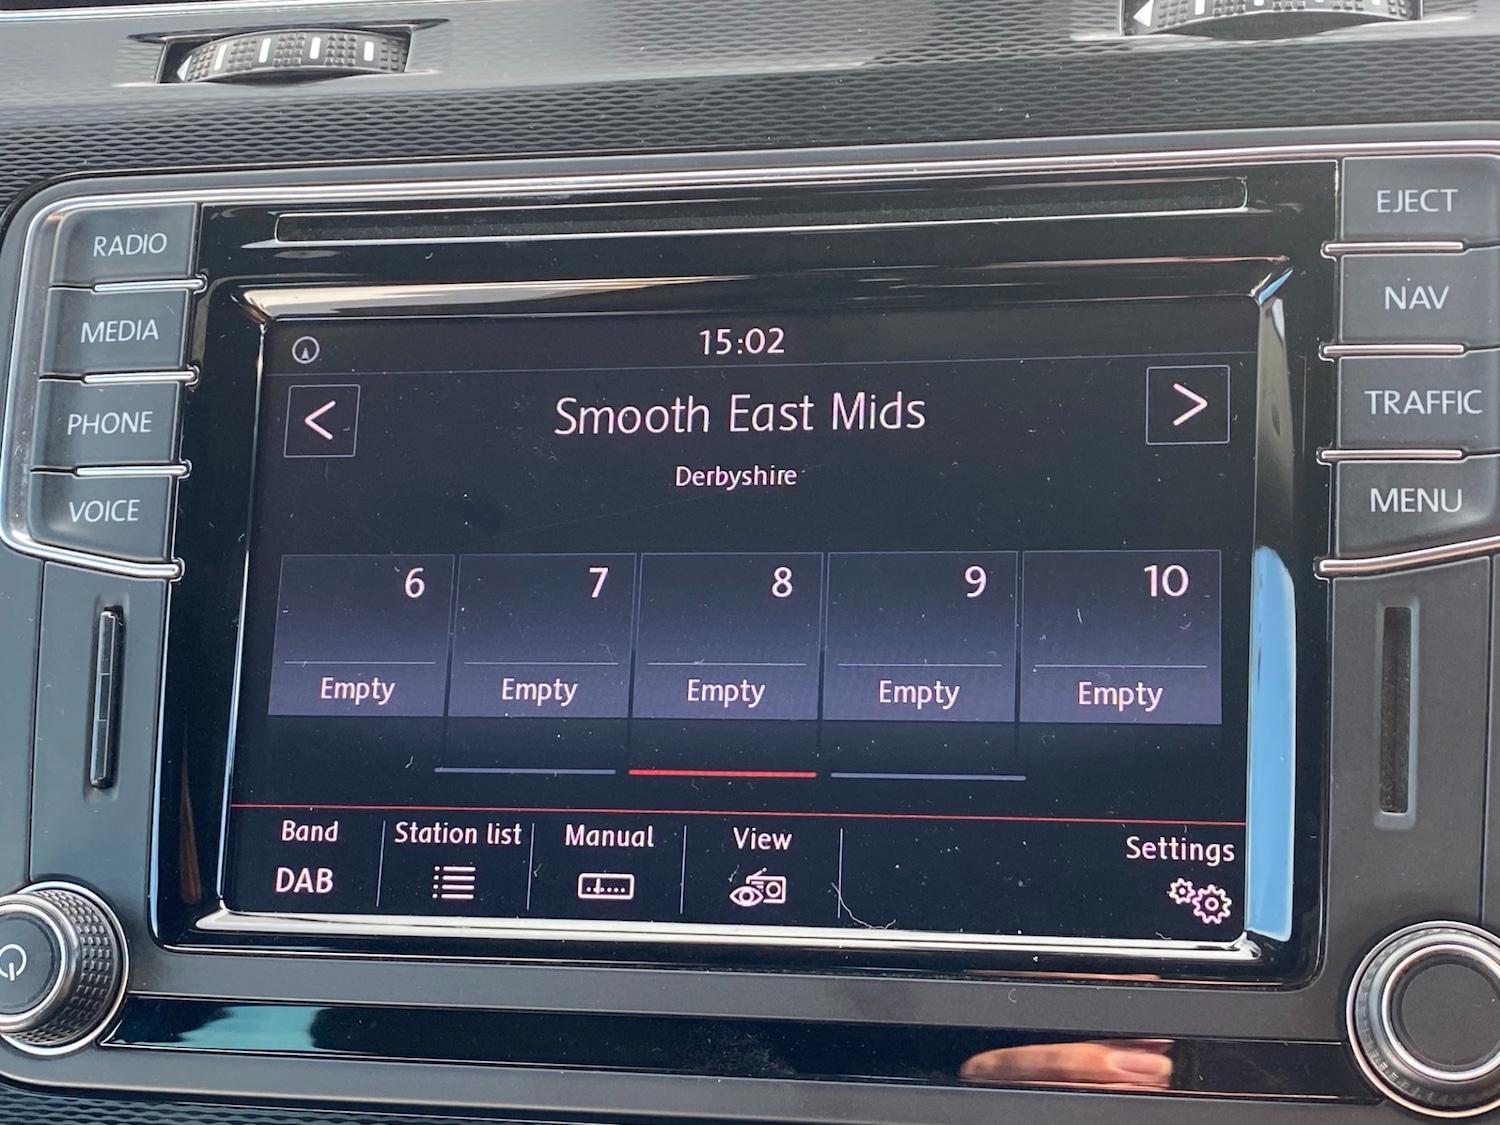 RADIO
MEDIA
PHONE
VOICE
15:02
< Smooth East Mids >
Derbyshire
6 7 8 9 10
Empty Empty Empty Empty Empty
Band Station list Manual View Settings
DAB
EJECT
NAV
TRAFFIC
MENU